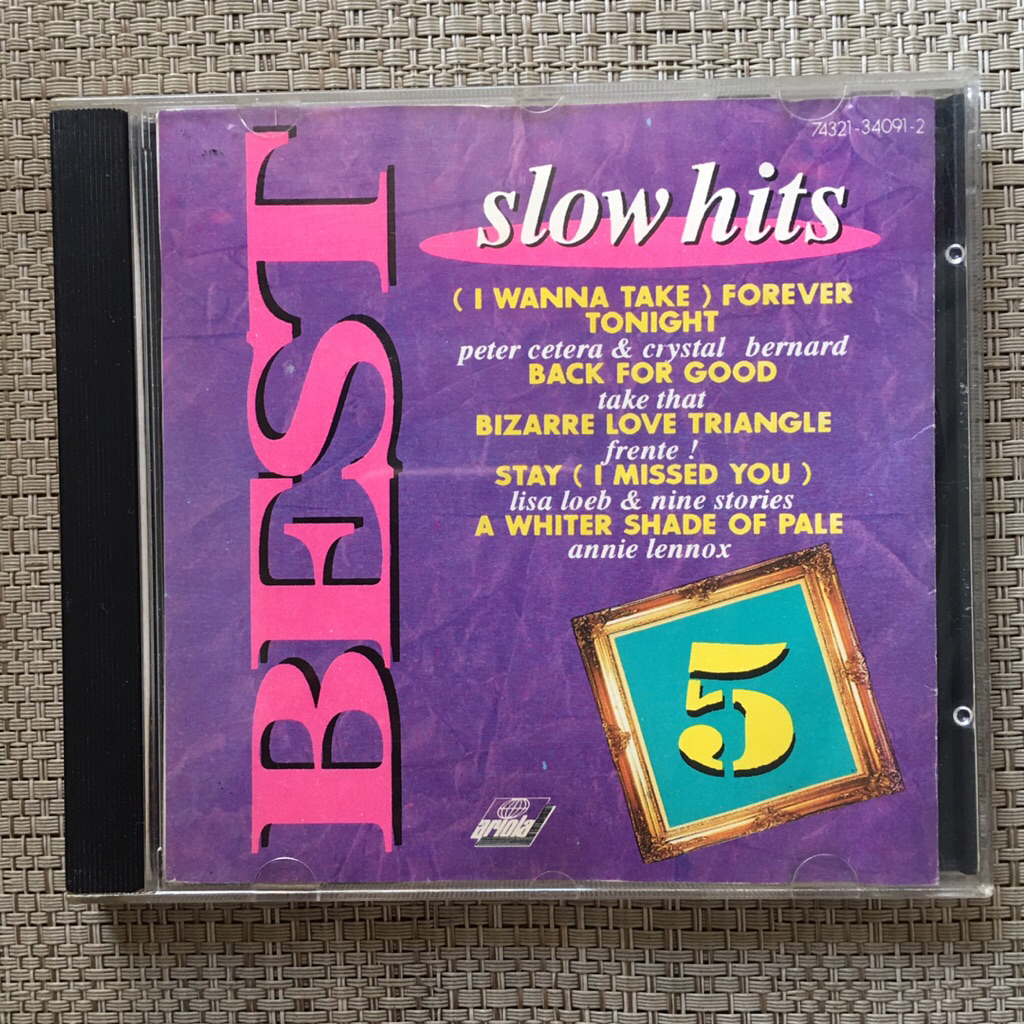 74321-34091-2
BEST
slow hits
( I WANNA TAKE ) FOREVER
TONIGHT
peter cetera & crystal bernard
BACK FOR GOOD
take that
BIZARRE LOVE TRIANGLE
frente !
STAY ( I MISSED YOU )
lisa loeb & nine stories
A WHITER SHADE OF PALE
annie lennox
5
ariola